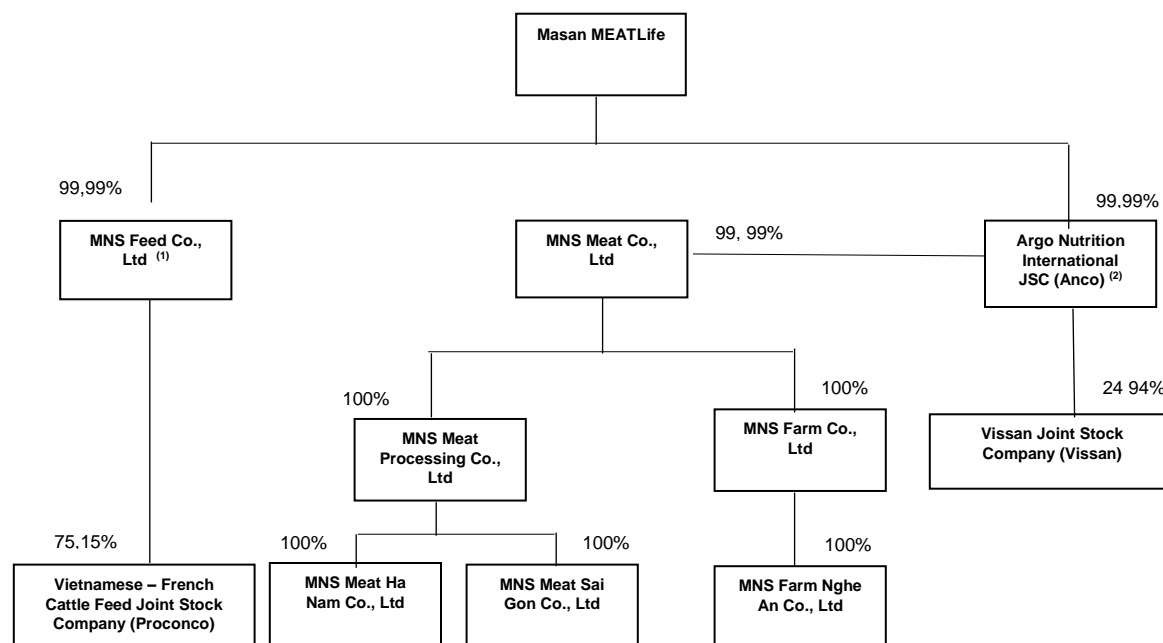 Masan MEATLife
99,99%
99.99%
MNS Feed Co.,
Ltd (1)
MNS Meat Co.,
Ltd
99, 99%
Argo Nutrition
International
JSC (Anco) (2)
100%
100%
24 94%
MNS Meat
Processing Co.,
Ltd
MNS Farm Co.,
Ltd
Vissan Joint Stock
Company (Vissan)
75.15%
100%
100%
100%
Vietnamese – French
Cattle Feed Joint Stock
Company (Proconco)
MNS Meat Ha
Nam Co., Ltd
MNS Meat Sai
Gon Co., Ltd
MNS Farm Nghe
An Co., Ltd